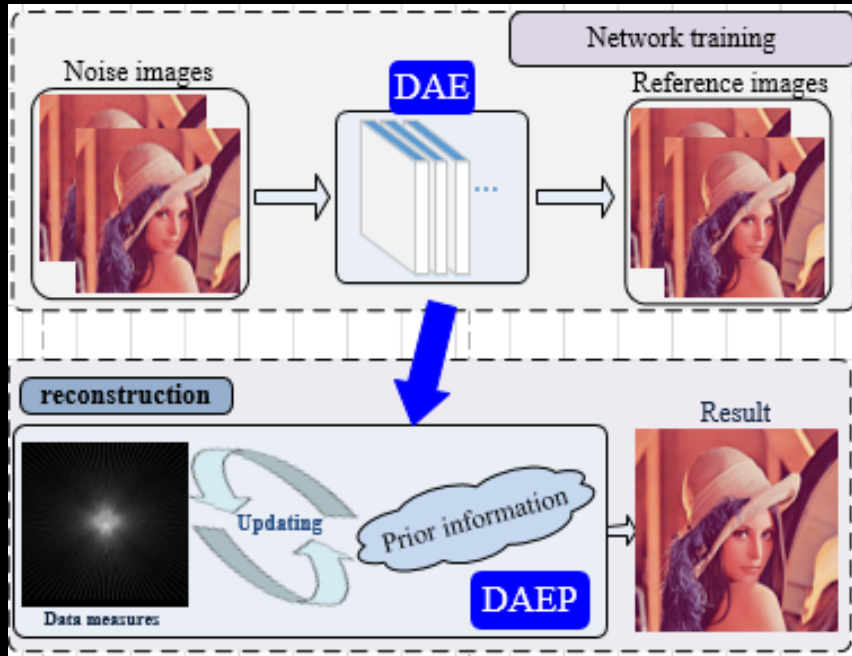 Network training
Noise images
DAE
Reference images
...
reconstruction
Result
Updating
Prior information
Data measures
DAEP